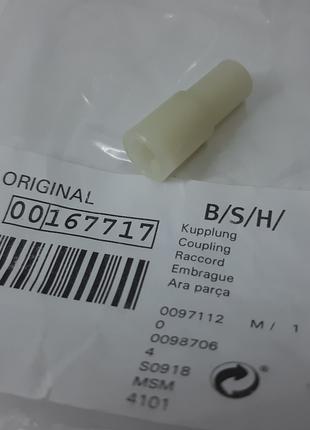 ORIGINAL
00167717
B/S/H/
Kupplung
Coupling
Raccord
Embrague
Ara parça
0097112 M/ 1
0
0098706
4
S0918
MSM
4101